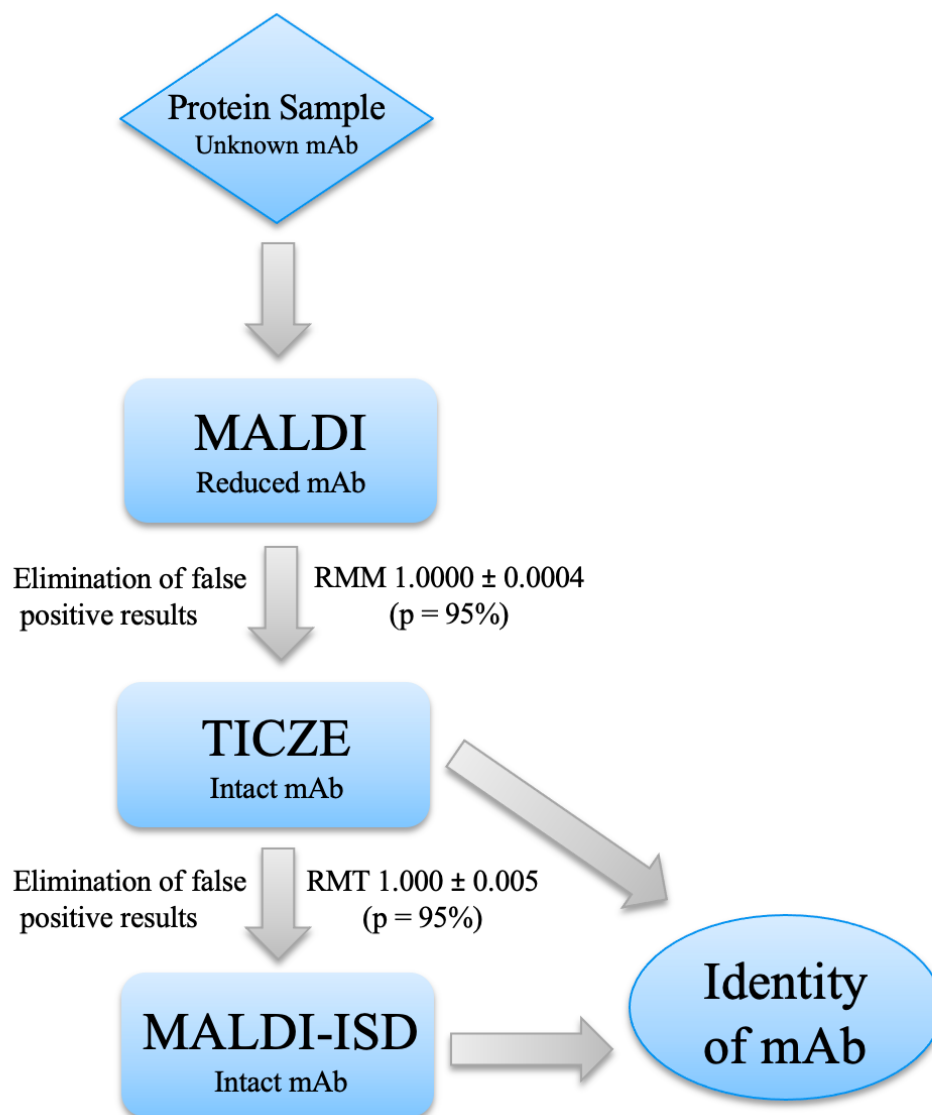 Protein Sample
Unknown mAb
MALDI
Reduced mAb
Elimination of false
positive results
RMM 1.0000 ± 0.0004
(p = 95%)
TICZE
Intact mAb
Elimination of false
positive results
RMT 1.000 ± 0.005
(p = 95%)
MALDI-ISD
Intact mAb
Identity
of mAb